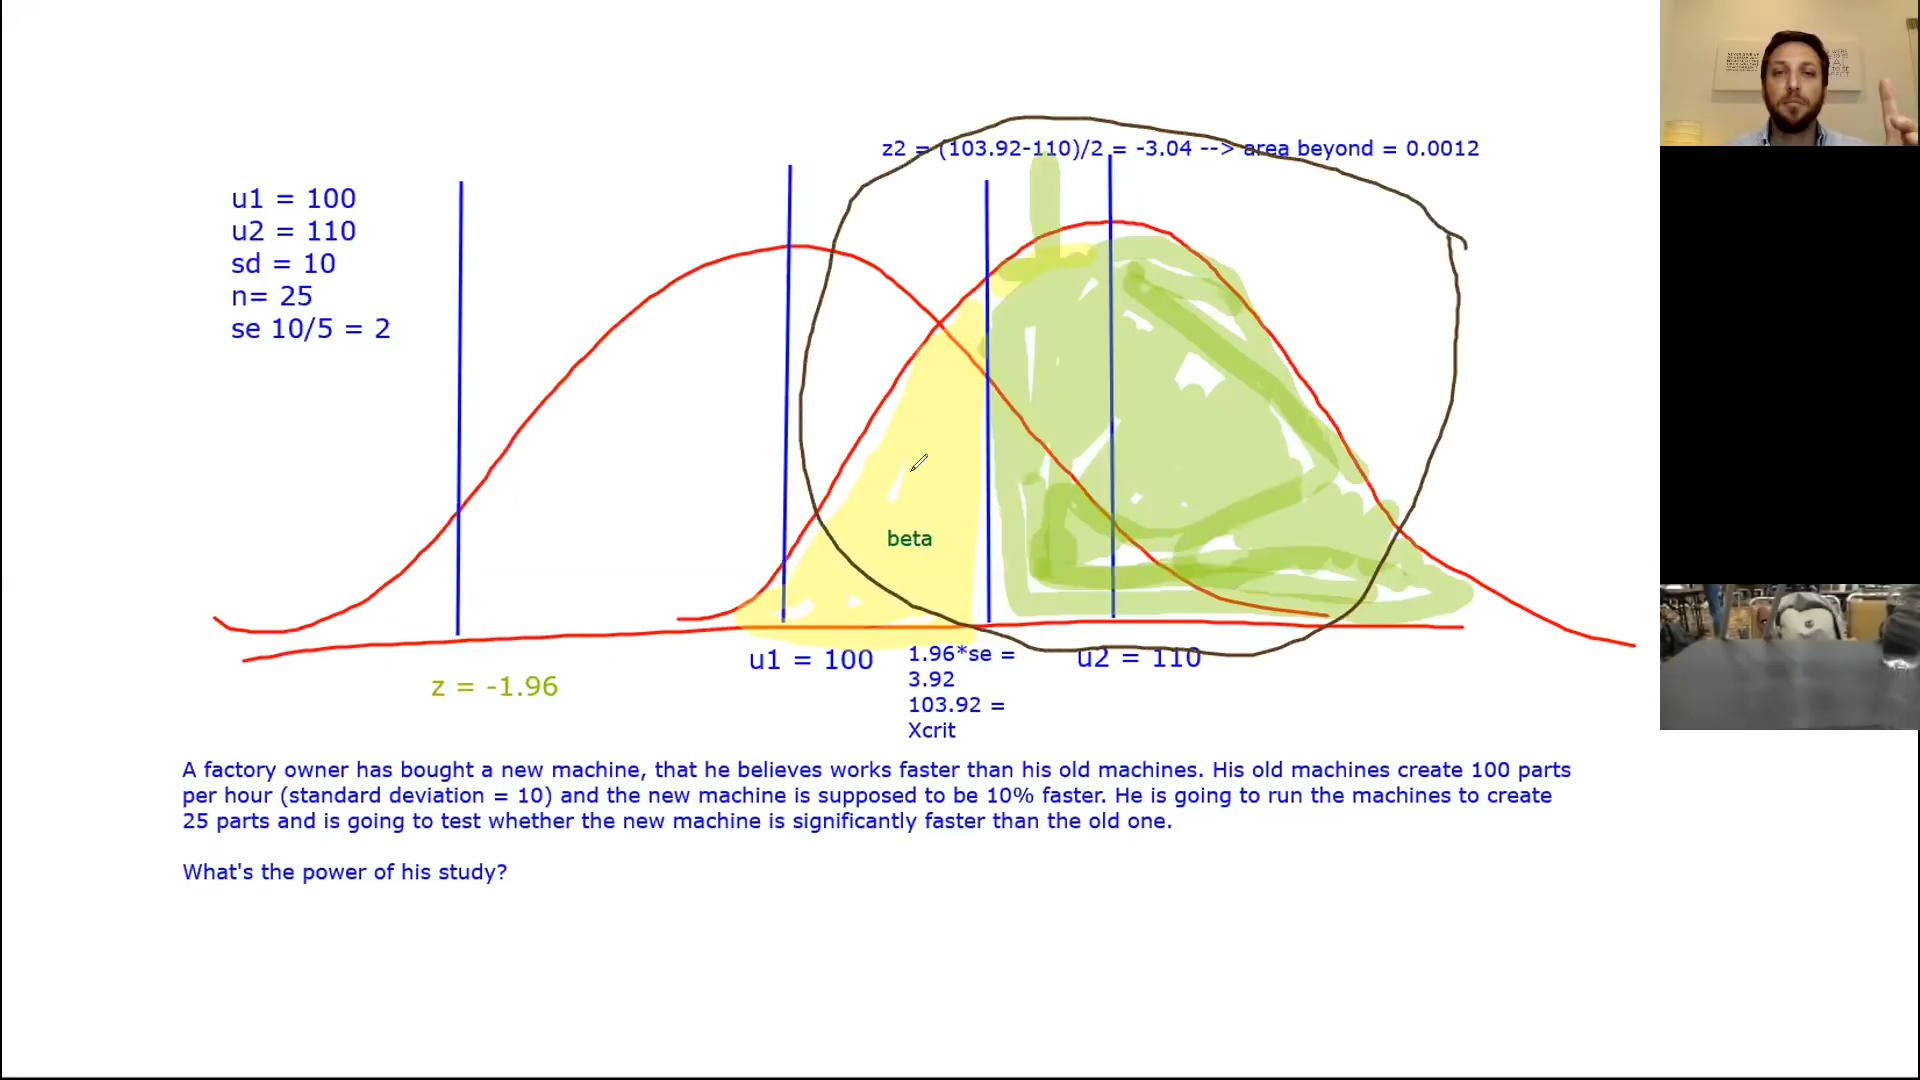 z2 = (103.92-110)/2 = -3.04 --> area beyond = 0.0012
u1 = 100
u2 = 110
sd = 10
n= 25
se 10/5 = 2
beta
u1 = 100
1.96*se =
3.92
103.92 =
Xcrit
u2 = 110
z = -1.96
A factory owner has bought a new machine, that he believes works faster than his old machines. His old machines create 100 parts
per hour (standard deviation = 10) and the new machine is supposed to be 10% faster. He is going to run the machines to create
25 parts and is going to test whether the new machine is significantly faster than the old one.
What's the power of his study?